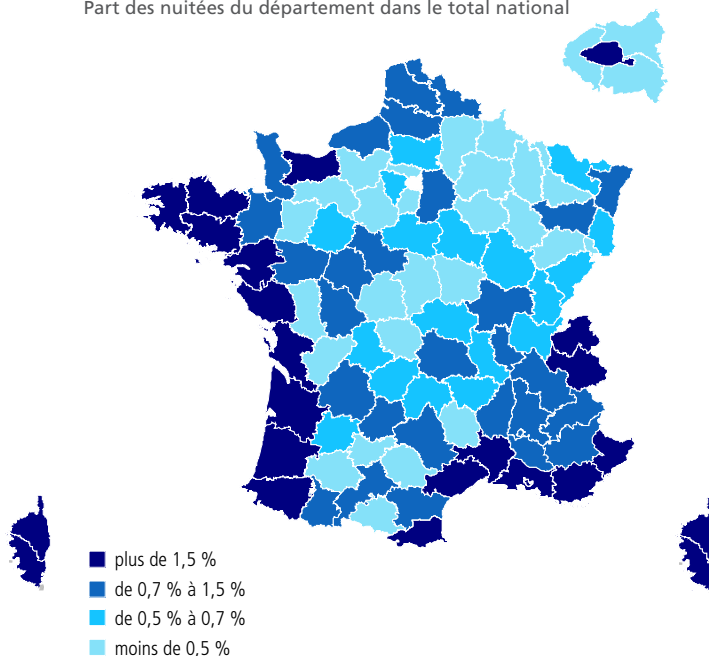 Part des nuitées du département dans le total national
plus de 1,5 %
de 0,7 % à 1,5 %
de 0,5 % à 0,7 %
moins de 0,5 %